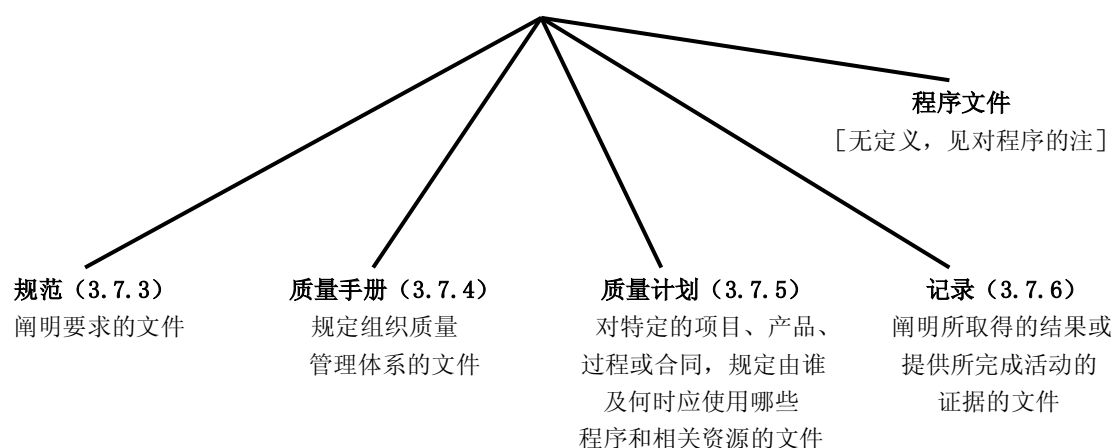 程序文件
［无定义，见对程序的注］
规范（3.7.3）
阐明要求的文件
质量手册（3.7.4）
规定组织质量
管理体系的文件
质量计划（3.7.5）
对特定的项目、产品、
过程或合同，规定由谁
及何时应使用哪些
程序和相关资源的文件
记录（3.7.6）
阐明所取得的结果或
提供所完成活动的
证据的文件